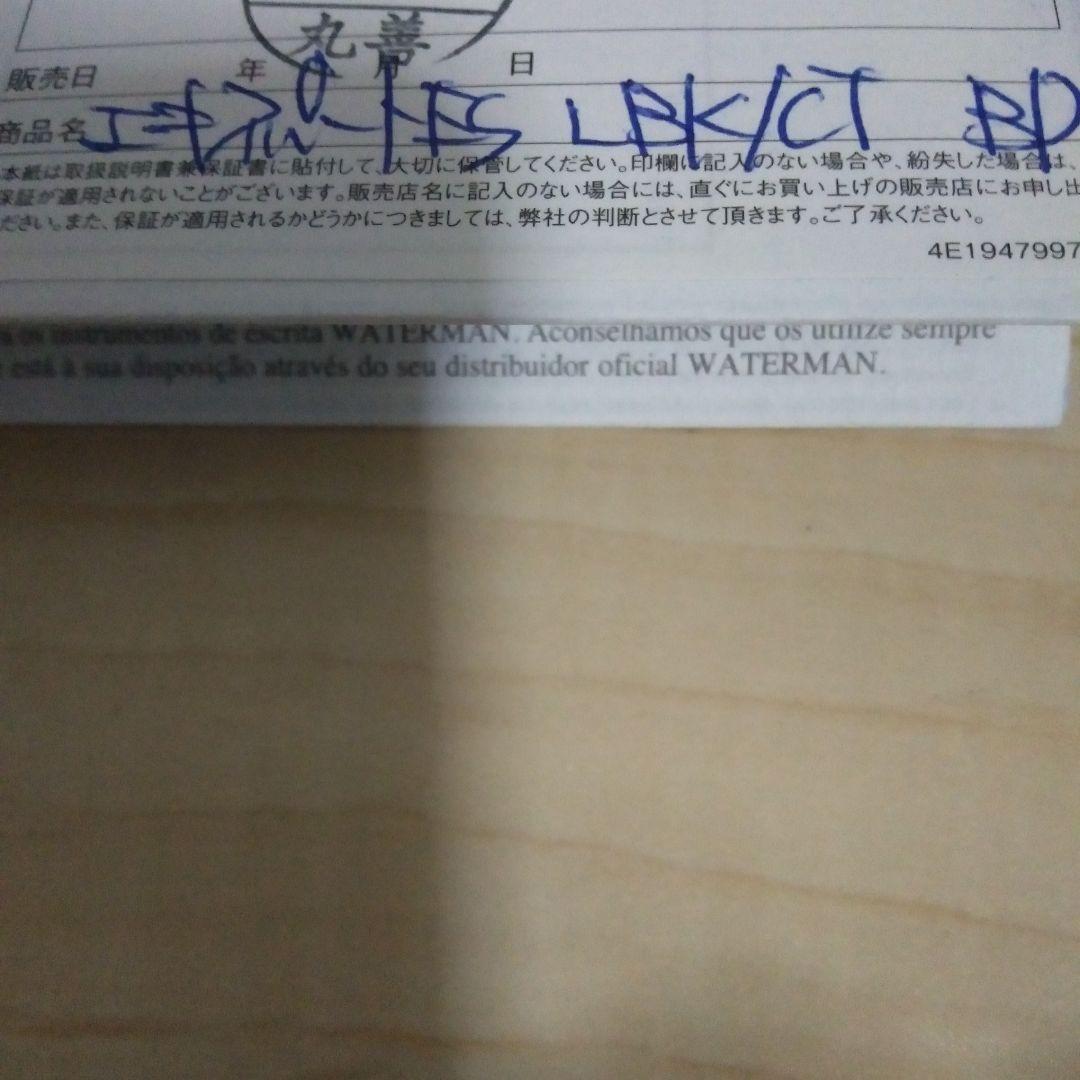 丸善
販売日 年 月 日
商品名 エキスパートES LBK/CT BP
本紙は取扱説明書兼保証書に貼付して、大切に保管してください。印欄に記入のない場合や、紛失した場合は、
保証が適用されないことがございます。販売店名に記入のない場合には、直ぐにお買い上げの販売店にお申し出
ださい。また、保証が適用されるかどうかにつきましては、弊社の判断とさせて頂きます。ご了承ください。
4E1947997
os instrumentos de escrita WATERMAN. Aconselhamos que os utilize sempre
está à sua disposição através do seu distribuidor oficial WATERMAN.